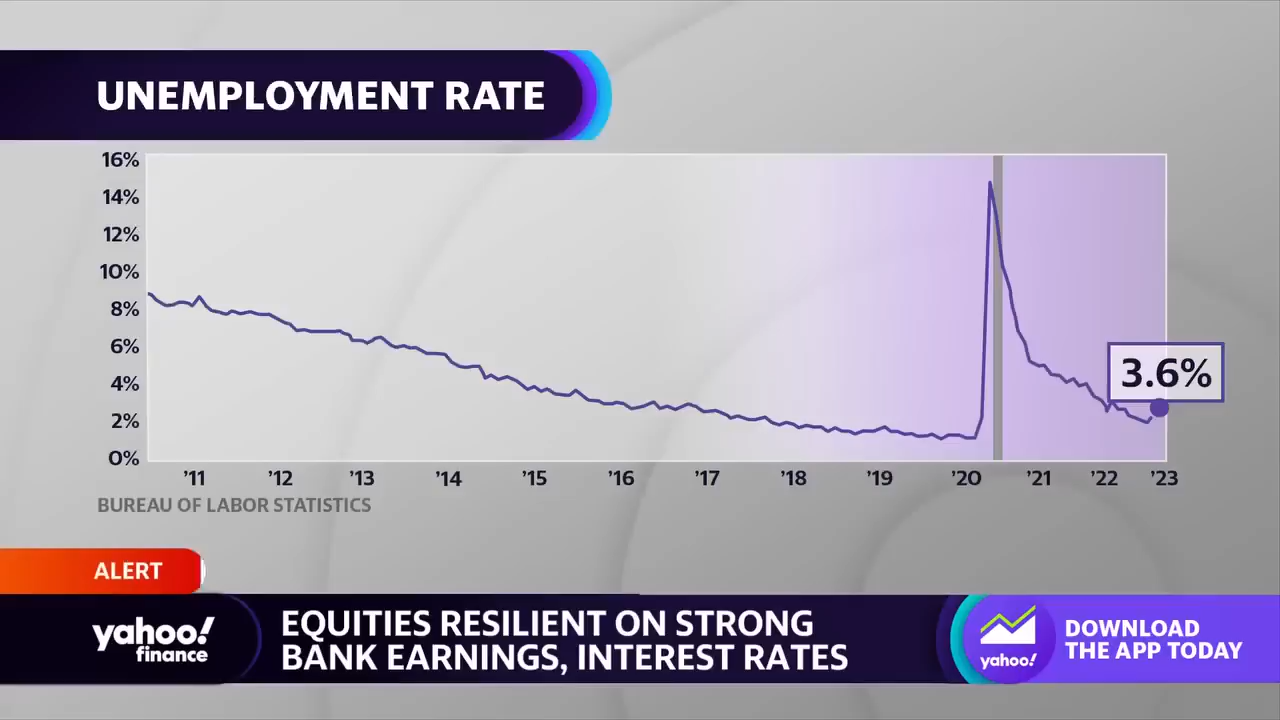 UNEMPLOYMENT RATE
16%
14%
12%
10%
8%
6%
4%
2%
0%
3.6%
’11 ’12 ’13 ’14 ’15 ’16 ’17 ’18 ’19 ’20 ’21 ’22 ’23
BUREAU OF LABOR STATISTICS
ALERT
yahoo!
finance
EQUITIES RESILIENT ON STRONG
BANK EARNINGS, INTEREST RATES
yahoo!
DOWNLOAD
THE APP TODAY